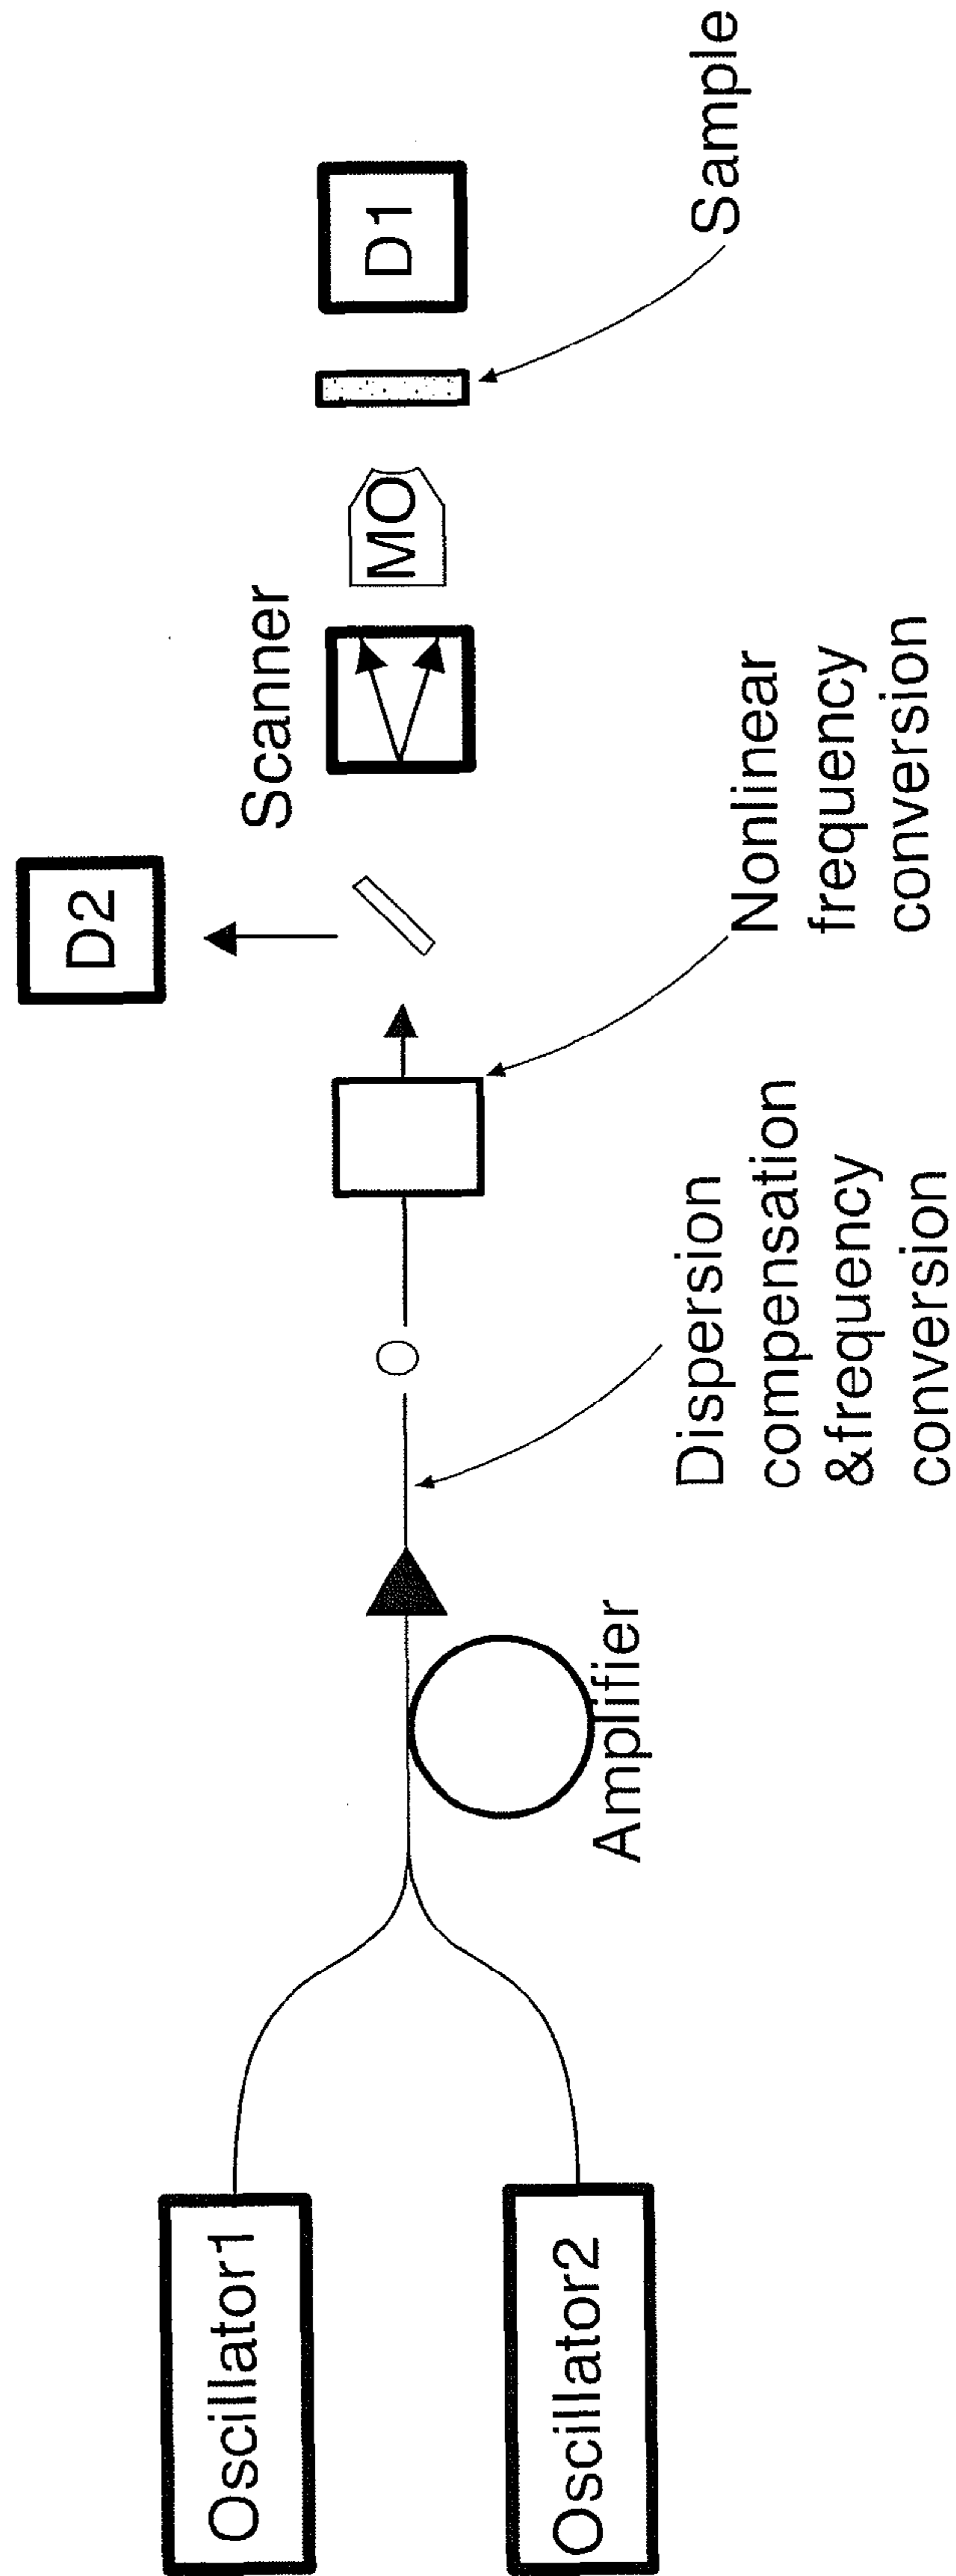 Oscillator1
Oscillator2
Amplifier
Dispersion
compensation
&frequency
conversion
Nonlinear
frequency
conversion
D2
Scanner
MO
D1
Sample